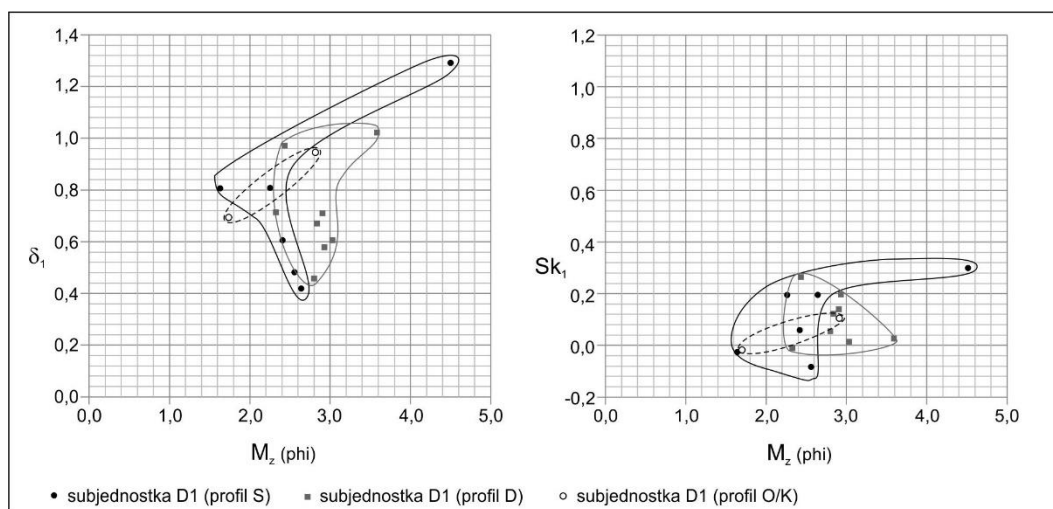 1,4
1,2
1,0
0,8
0,6
0,4
0,2
0,0
δ1
0,0 1,0 2,0 3,0 4,0 5,0
Mz (phi)
1,2
1,0
0,8
0,6
0,4
0,2
0,0
-0,2
Sk1
0,0 1,0 2,0 3,0 4,0 5,0
Mz (phi)
subjednostka D1 (profil S) subjednostka D1 (profil D) subjednostka D1 (profil O/K)